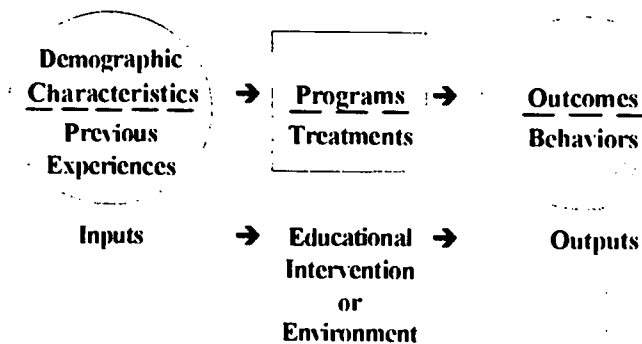 Demographic
Characteristics → Programs → Outcomes
Previous Treatments Behaviors
Experiences
Inputs → Educational → Outputs
Intervention
or
Environment